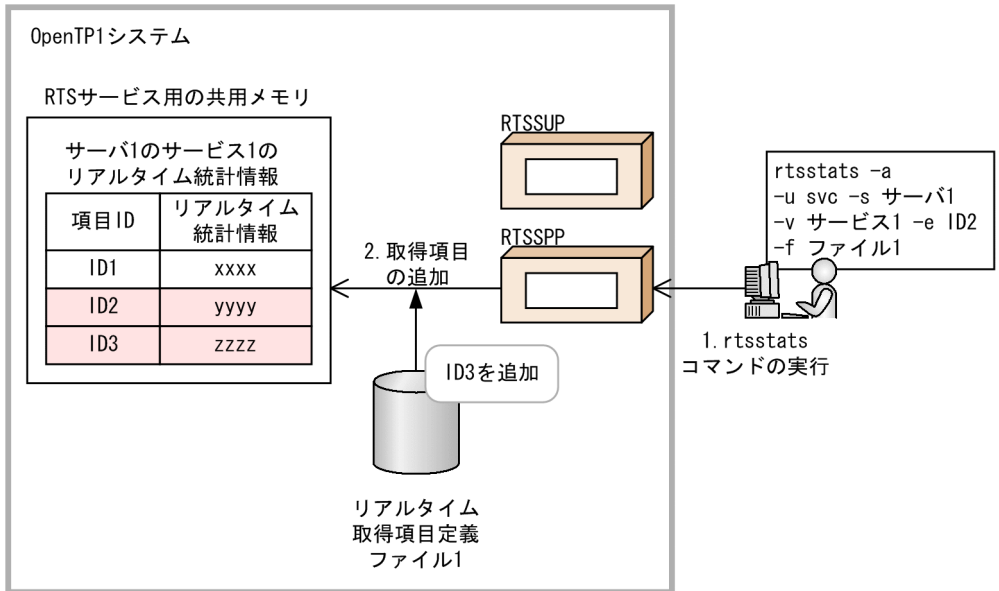 OpenTP1システム
RTSサービス用の共用メモリ
サーバ1のサービス1の
リアルタイム統計情報
項目ID
リアルタイム
統計情報
ID1
xxxx
ID2
yyyy
ID3
zzzz
RTSSUP
RTSSPP
2.取得項目
の追加
ID3を追加
リアルタイム
取得項目定義
ファイル1
rtsstats -a
-u svc -s サーバ1
-v サービス1 -e ID2
-f ファイル1
1.rtsstats
コマンドの実行